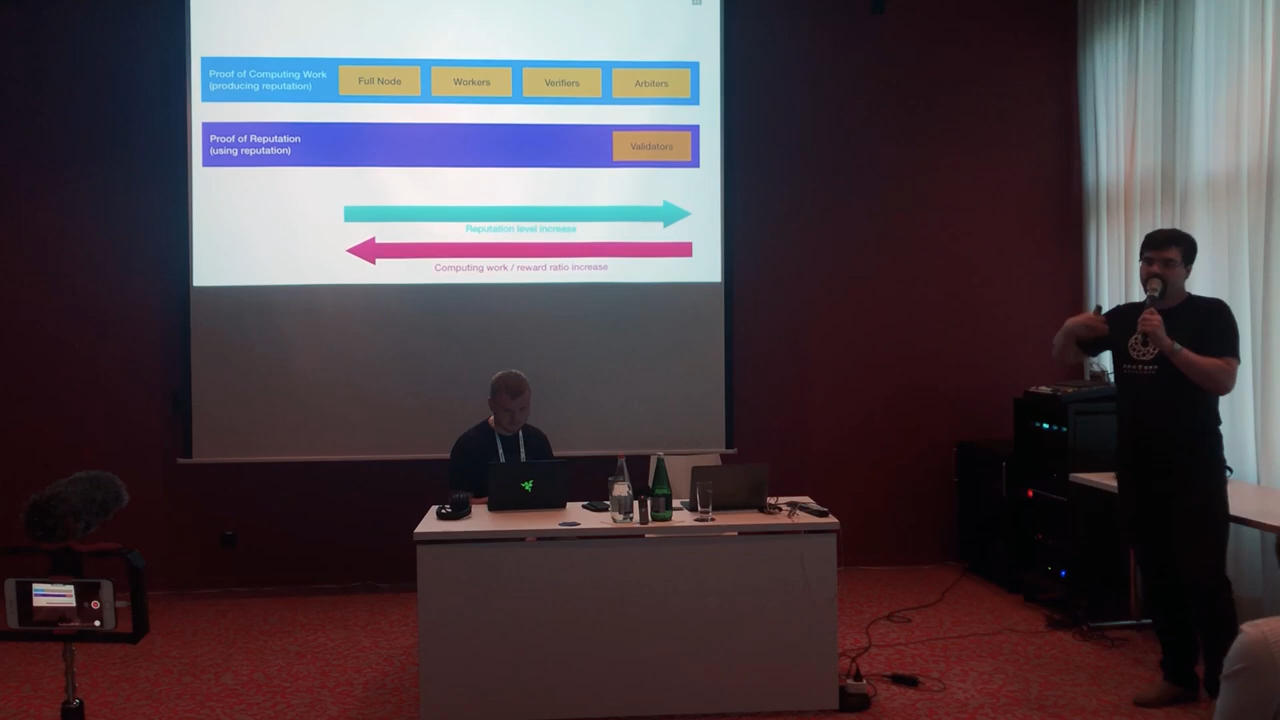 Proof of Computing Work
(producing reputation)
Full Node
Workers
Verifiers
Arbiters
Proof of Reputation
(using reputation)
Validators
Reputation level increase
Computing work / reward ratio increase